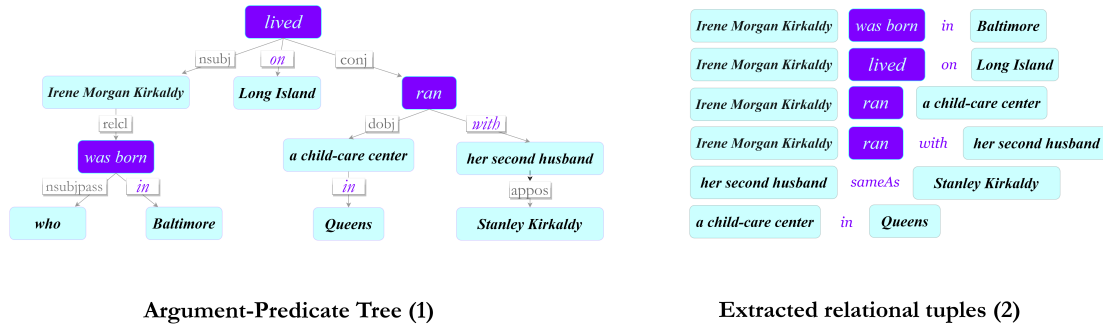 lived
nsubj on conj
Irene Morgan Kirkaldy Long Island ran
relcl dobj with
was born a child-care center her second husband
nsubjpass in in appos
who Baltimore Queens Stanley Kirkaldy
Argument-Predicate Tree (1)
Irene Morgan Kirkaldy was born in Baltimore
Irene Morgan Kirkaldy lived on Long Island
Irene Morgan Kirkaldy ran a child-care center
Irene Morgan Kirkaldy ran with her second husband
her second husband sameAs Stanley Kirkaldy
a child-care center in Queens
Extracted relational tuples (2)